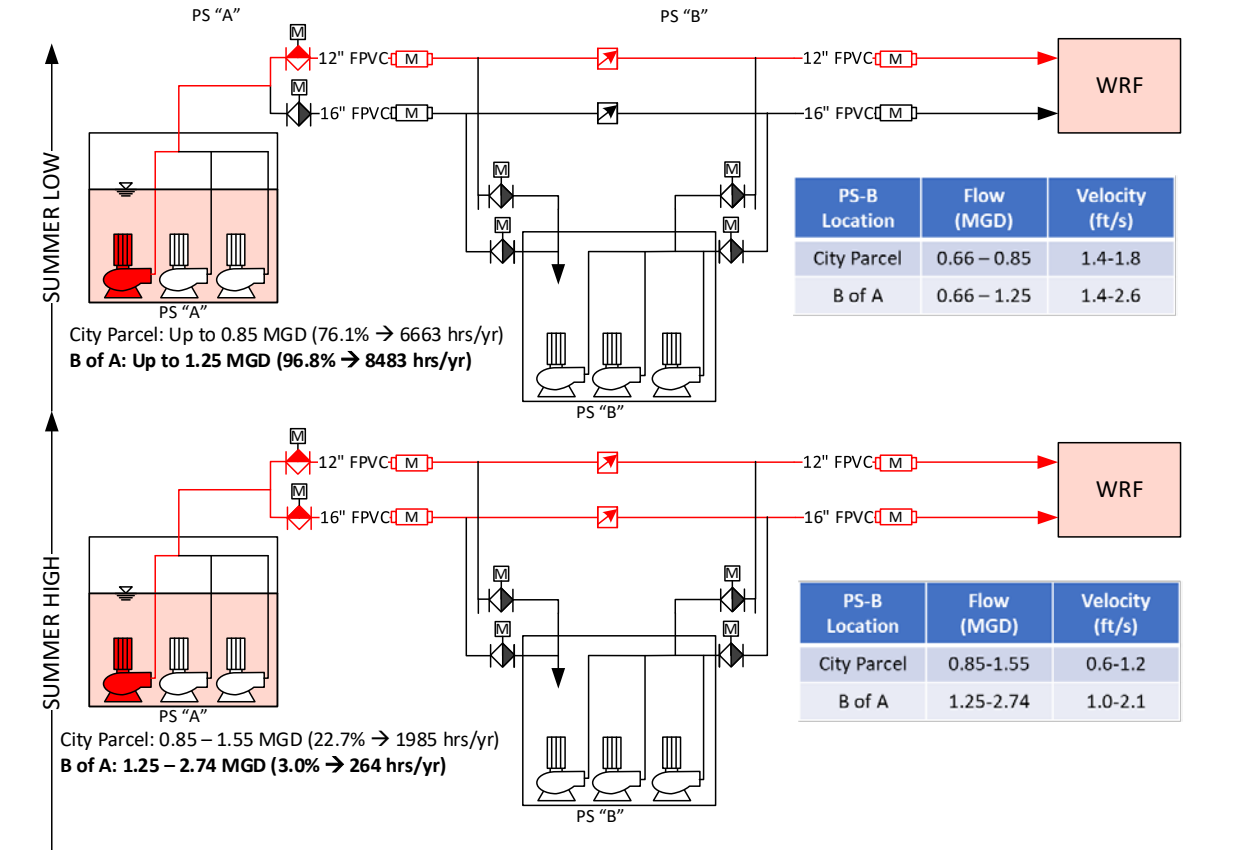 PS “A”
PS “B”
M
12" FPVC
M
12" FPVC
M
WRF
M
16" FPVC
M
16" FPVC
M
SUMMER LOW
M
M
M
M
PS-B Location
Flow (MGD)
Velocity (ft/s)
City Parcel
0.66 – 0.85
1.4-1.8
B of A
0.66 – 1.25
1.4-2.6
PS “A”
City Parcel: Up to 0.85 MGD (76.1% → 6663 hrs/yr)
B of A: Up to 1.25 MGD (96.8% → 8483 hrs/yr)
PS “B”
M
12" FPVC
M
12" FPVC
M
WRF
M
16" FPVC
M
16" FPVC
M
SUMMER HIGH
M
M
M
M
PS-B Location
Flow (MGD)
Velocity (ft/s)
City Parcel
0.85-1.55
0.6-1.2
B of A
1.25-2.74
1.0-2.1
PS “A”
City Parcel: 0.85 – 1.55 MGD (22.7% → 1985 hrs/yr)
B of A: 1.25 – 2.74 MGD (3.0% → 264 hrs/yr)
PS “B”